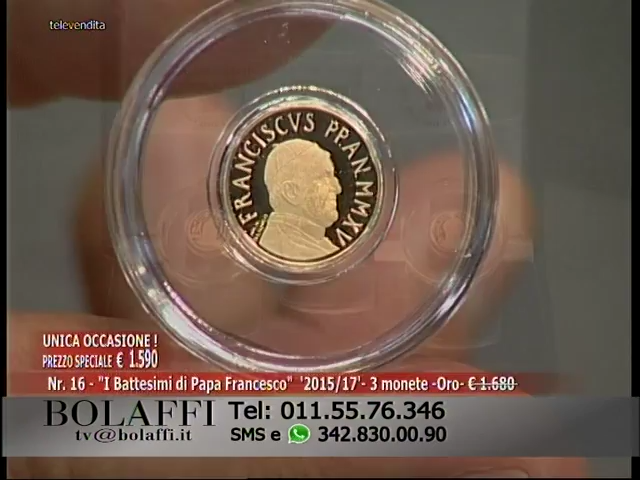 televendita
FRANCISCVS P.P. AN. MMXV
UNICA OCCASIONE !
PREZZO SPECIALE € 1.590
Nr. 16 - "I Battesimi di Papa Francesco" '2015/17'- 3 monete -Oro- € 1.680-
BOLAFFI
tv@bolaffi.it
Tel: 011.55.76.346
SMS e 342.830.00.90